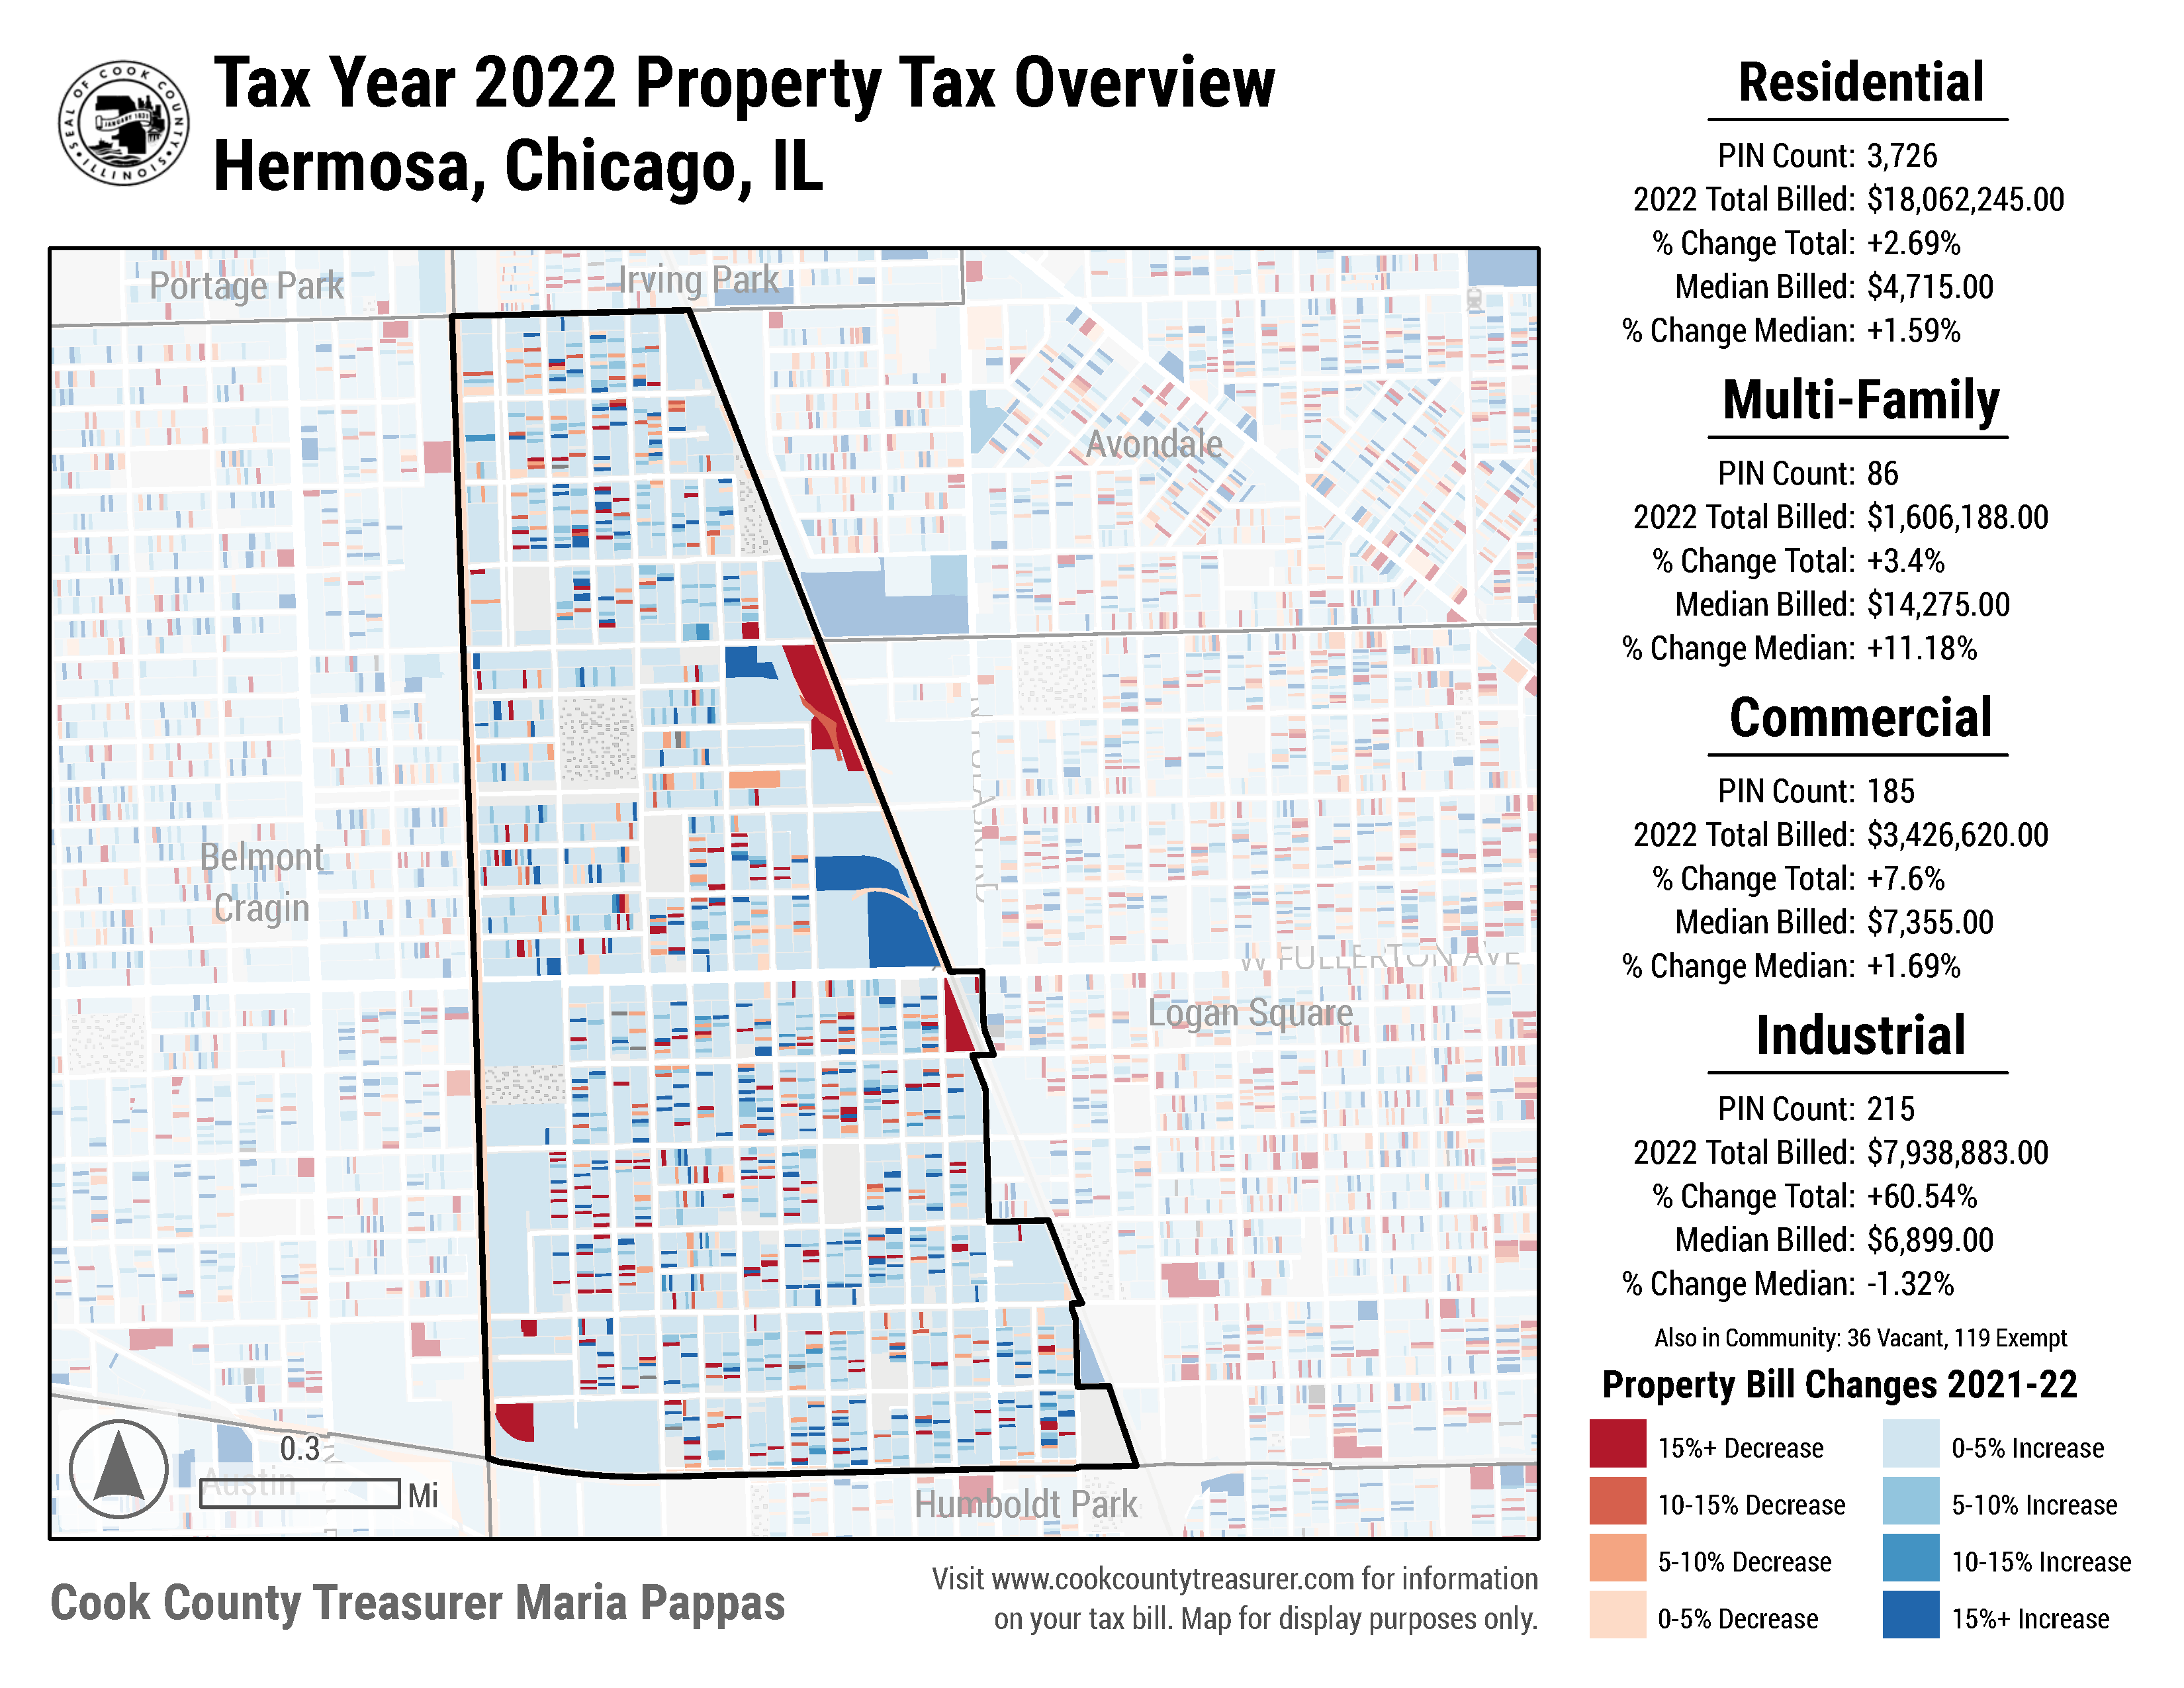 SEAL OF COOK COUNTY
ILLINOIS
JANUARY 1831
Tax Year 2022 Property Tax Overview
Hermosa, Chicago, IL
Portage Park
Irving Park
Avondale
Belmont
Cragin
W FULLERTON AVE
Logan Square
Austin
Humboldt Park
0.3
Mi
Cook County Treasurer Maria Pappas
Visit www.cookcountytreasurer.com for information
on your tax bill. Map for display purposes only.
Residential
PIN Count: 3,726
2022 Total Billed: $18,062,245.00
% Change Total: +2.69%
Median Billed: $4,715.00
% Change Median: +1.59%
Multi-Family
PIN Count: 86
2022 Total Billed: $1,606,188.00
% Change Total: +3.4%
Median Billed: $14,275.00
% Change Median: +11.18%
Commercial
PIN Count: 185
2022 Total Billed: $3,426,620.00
% Change Total: +7.6%
Median Billed: $7,355.00
% Change Median: +1.69%
Industrial
PIN Count: 215
2022 Total Billed: $7,938,883.00
% Change Total: +60.54%
Median Billed: $6,899.00
% Change Median: -1.32%
Also in Community: 36 Vacant, 119 Exempt
Property Bill Changes 2021-22
15%+ Decrease
10-15% Decrease
5-10% Decrease
0-5% Decrease
0-5% Increase
5-10% Increase
10-15% Increase
15%+ Increase